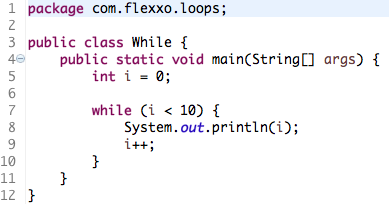 1 package com.flexxo.loops;
2
3 public class While {
4     public static void main(String[] args) {
5         int i = 0;
6
7         while (i < 10) {
8             System.out.println(i);
9             i++;
10         }
11     }
12 }